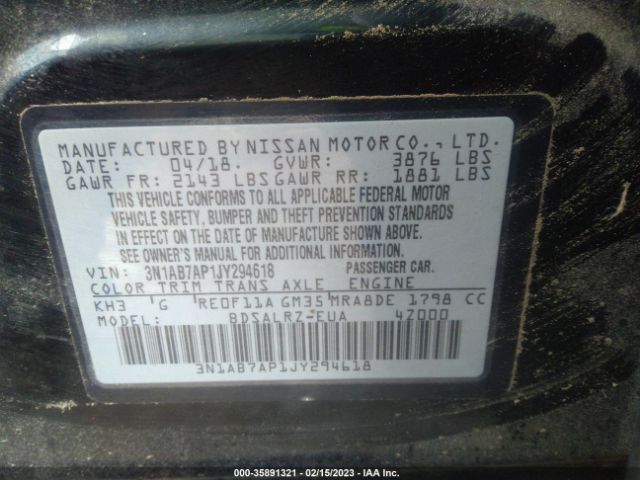 MANUFACTURED BY NISSAN MOTOR CO., LTD.
DATE: 04/18. GVWR: 3876 LBS
GAWR FR: 2143 LBS GAWR RR: 1881 LBS
THIS VEHICLE CONFORMS TO ALL APPLICABLE FEDERAL MOTOR
VEHICLE SAFETY, BUMPER AND THEFT PREVENTION STANDARDS
IN EFFECT ON THE DATE OF MANUFACTURE SHOWN ABOVE.
SEE OWNER'S MANUAL FOR ADDITIONAL INFORMATION.
VIN: 3N1AB7AP1JY294618 PASSENGER CAR.
COLOR TRIM TRANS AXLE ENGINE
KH3 G RE0F11A GM35 MRA8DE 1798 CC
MODEL: BDSALRZ-EUA 4Z000
3N1AB7AP1JY294618
000-35891321 - 02/15/2023 - IAA Inc.